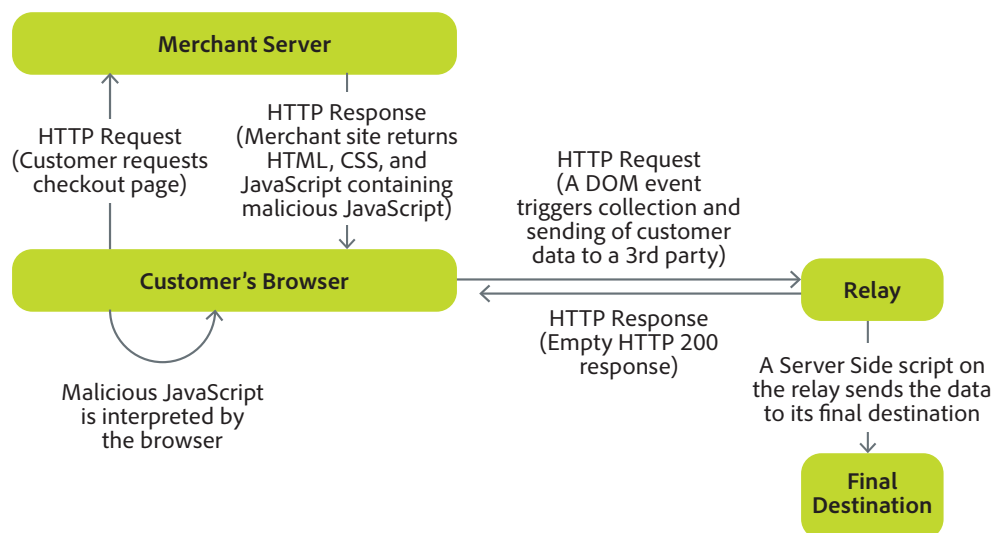 Merchant Server
HTTP Request
(Customer requests
checkout page)
HTTP Response
(Merchant site returns
HTML, CSS, and
JavaScript containing
malicious JavaScript)
HTTP Request
(A DOM event
triggers collection and
sending of customer
data to a 3rd party)
Customer’s Browser
Relay
HTTP Response
(Empty HTTP 200
response)
Malicious JavaScript
is interpreted by
the browser
A Server Side script on
the relay sends the data
to its final destination
Final
Destination